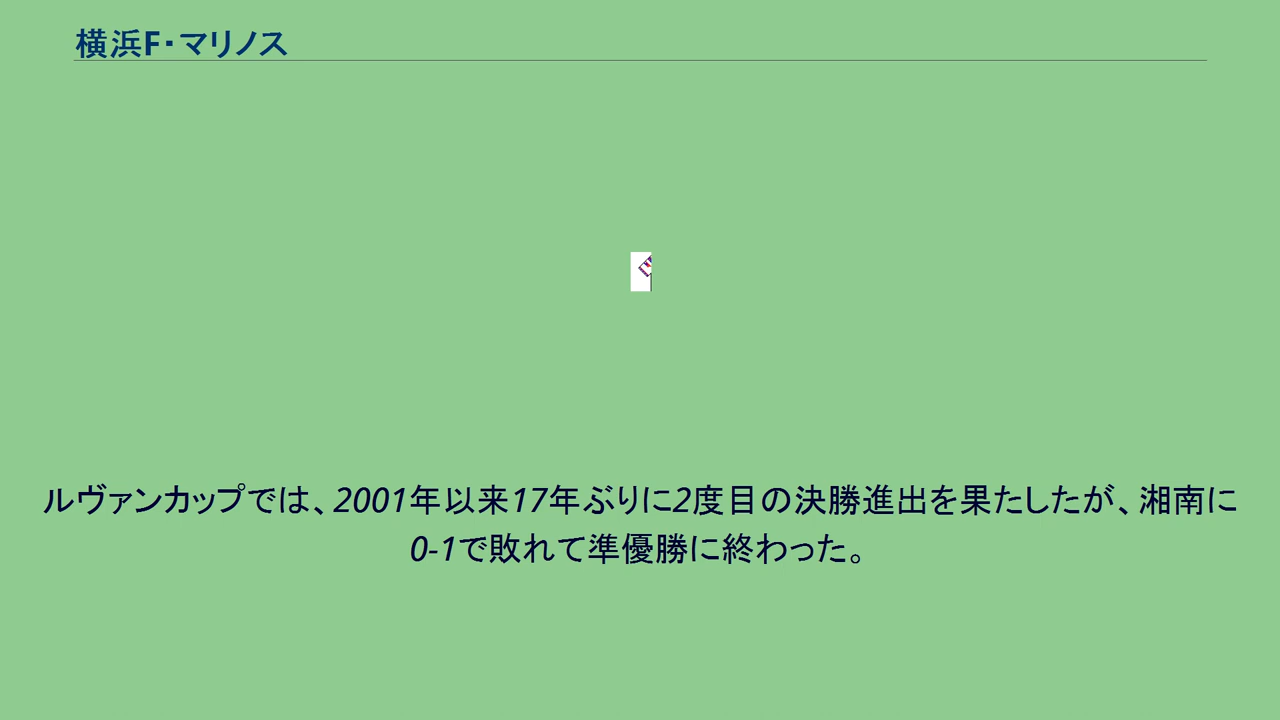 横浜F・マリノス
ルヴァンカップでは、2001年以来17年ぶりに2度目の決勝進出を果たしたが、湘南に
0-1で敗れて準優勝に終わった。